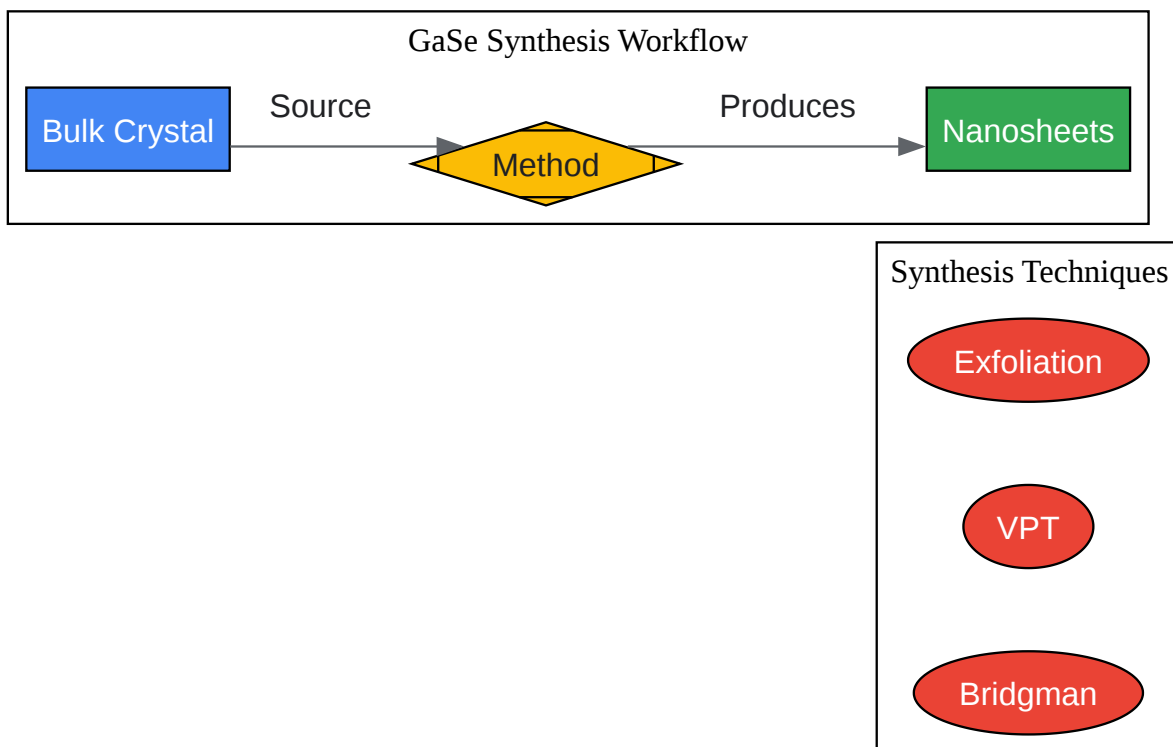 GaSe Synthesis Workflow
Source
Produces
Bulk Crystal
Method
Nanosheets
Synthesis Techniques
Exfoliation
VPT
Bridgman